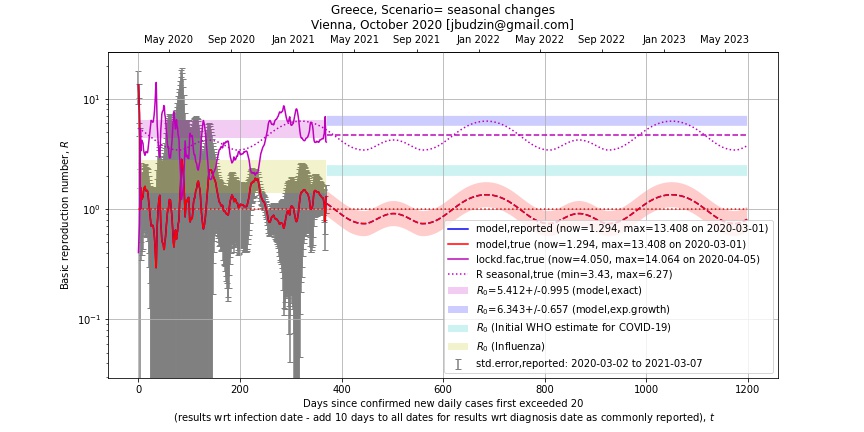 Greece, Scenario= seasonal changes
Vienna, October 2020 [jbudzin@gmail.com]
May 2020 Sep 2020 Jan 2021 May 2021 Sep 2021 Jan 2022 May 2022 Sep 2022 Jan 2023 May 2023
Basic reproduction number, R
10¹
10⁰
10⁻¹
model,reported (now=1.294, max=13.408 on 2020-03-01)
model,true (now=1.294, max=13.408 on 2020-03-01)
lockd.fac,true (now=4.050, max=14.064 on 2020-04-05)
R seasonal,true (min=3.43, max=6.27)
R₀=5.412+/-0.995 (model,exact)
R₀=6.343+/-0.657 (model,exp.growth)
R₀ (Initial WHO estimate for COVID-19)
R₀ (Influenza)
std.error,reported: 2020-03-02 to 2021-03-07
0 200 400 600 800 1000 1200
Days since confirmed new daily cases first exceeded 20
(results wrt infection date - add 10 days to all dates for results wrt diagnosis date as commonly reported), t